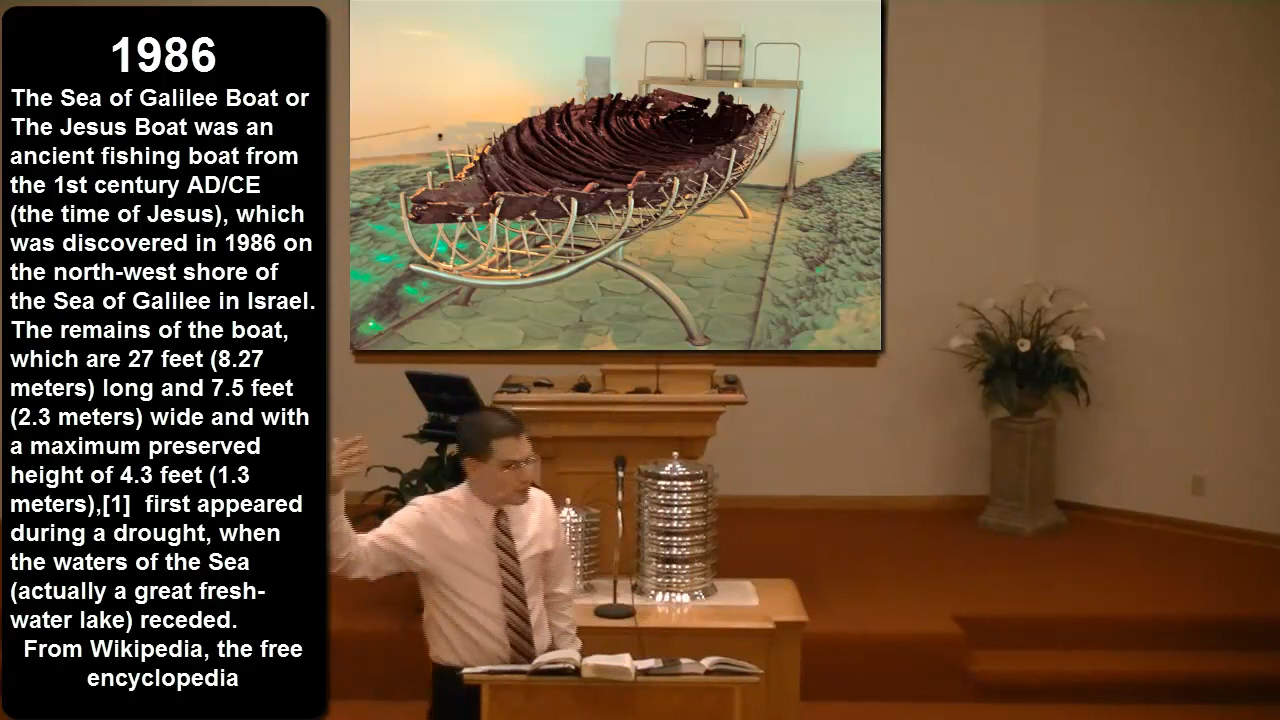 1986
The Sea of Galilee Boat or
The Jesus Boat was an
ancient fishing boat from
the 1st century AD/CE
(the time of Jesus), which
was discovered in 1986 on
the north-west shore of
the Sea of Galilee in Israel.
The remains of the boat,
which are 27 feet (8.27
meters) long and 7.5 feet
(2.3 meters) wide and with
a maximum preserved
height of 4.3 feet (1.3
meters),[1]  first appeared
during a drought, when
the waters of the Sea
(actually a great fresh-
water lake) receded.
From Wikipedia, the free
encyclopedia